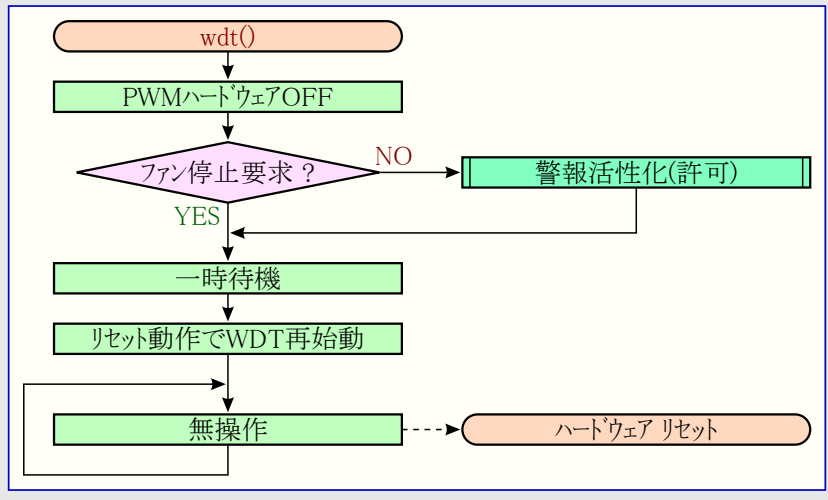 wdt()
PWMﾊｰﾄﾞｳｪｱOFF
ﾌｧﾝ停止要求 ?
NO
警報活性化(許可)
YES
一時待機
ﾘｾｯﾄ動作でWDT再始動
無操作
ﾊｰﾄﾞｳｪｱ ﾘｾｯﾄ